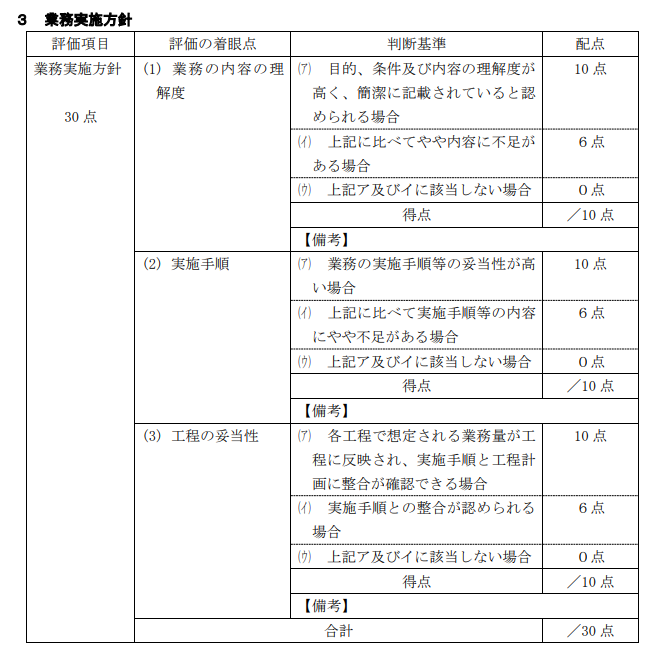 ３　業務実施方針
評価項目　評価の着眼点　判断基準　配点
業務実施方針
30 点
(1) 業務の内容の理
解度
㋐　目的、条件及び内容の理解度が
高く、簡潔に記載されていると認
められる場合
10 点
㋑　上記に比べてやや内容に不足が
ある場合
６点
㋒　上記ア及びイに該当しない場合
０点
得点
／10 点
【備考】
(2) 実施手順
㋐　業務の実施手順等の妥当性が高
い場合
10 点
㋑　上記に比べて実施手順等の内容
にやや不足がある場合
６点
㋒　上記ア及びイに該当しない場合
０点
得点
／10 点
【備考】
(3) 工程の妥当性
㋐　各工程で想定される業務量が工
程に反映され、実施手順と工程計
画に整合が確認できる場合
10 点
㋑　実施手順との整合が認められる
場合
６点
㋒　上記ア及びイに該当しない場合
０点
得点
／10 点
【備考】
合計
／30 点